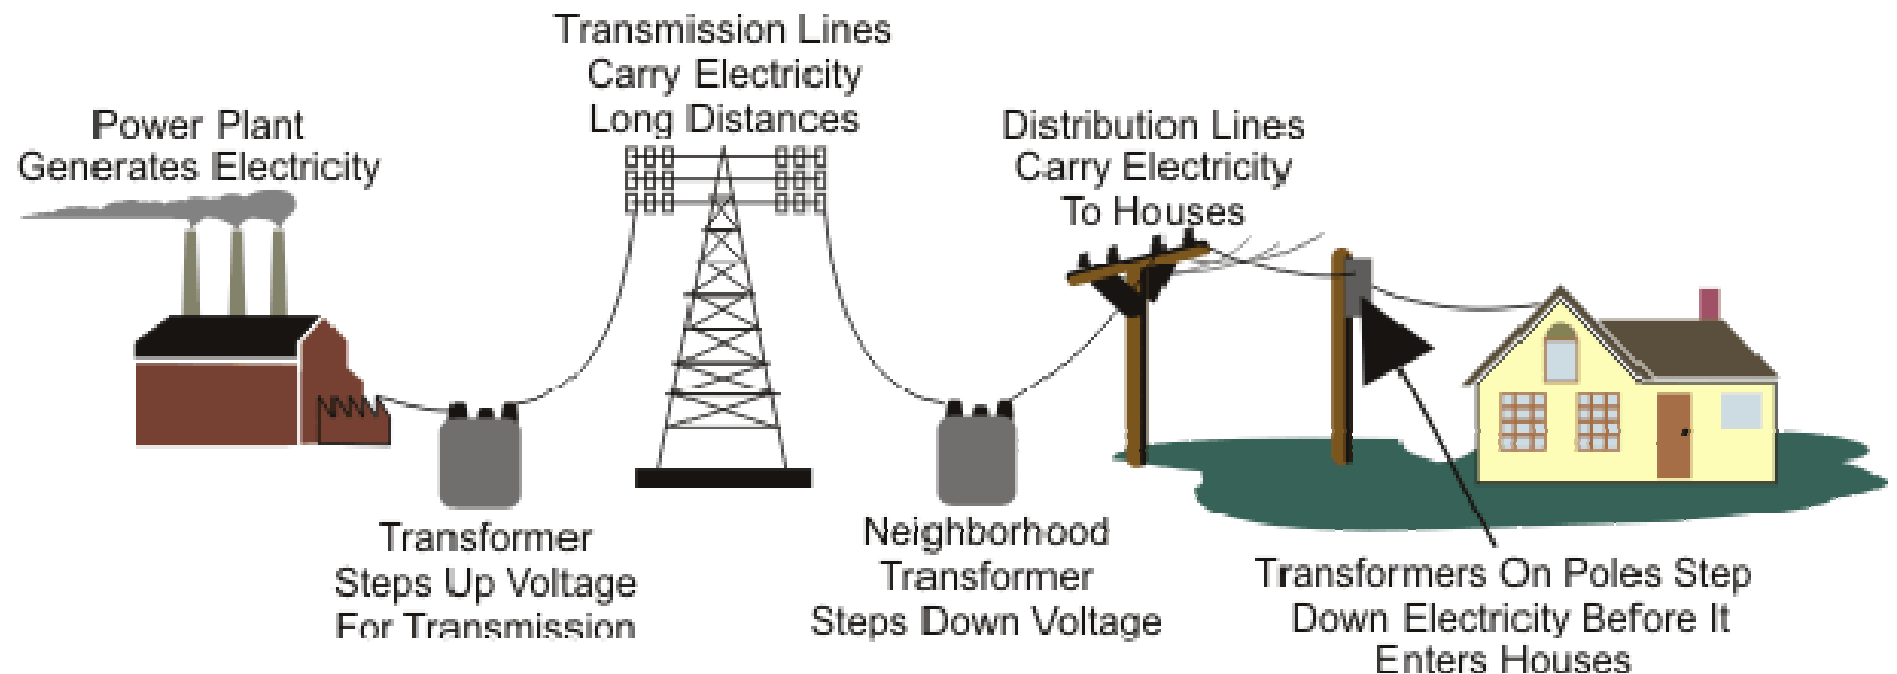 Power Plant
Generates Electricity
Transmission Lines
Carry Electricity
Long Distances
Distribution Lines
Carry Electricity
To Houses
Transformer
Steps Up Voltage
For Transmission
Neighborhood
Transformer
Steps Down Voltage
Transformers On Poles Step
Down Electricity Before It
Enters Houses